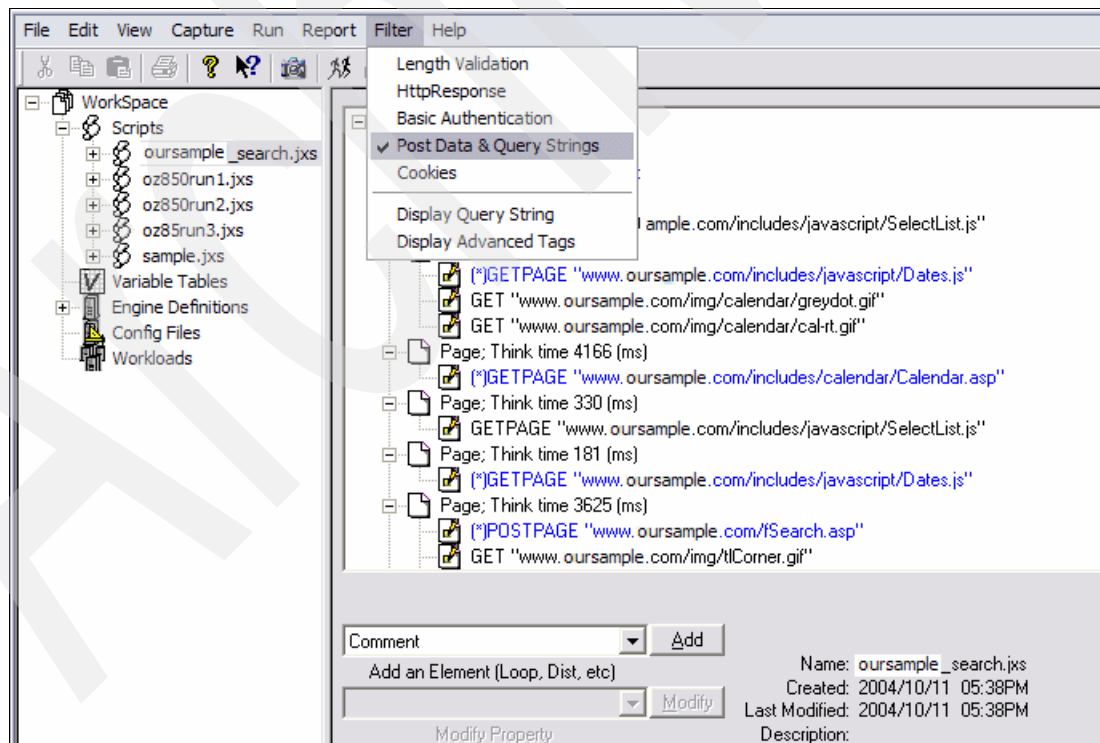 File Edit View Capture Run Report Filter Help
Length Validation
HttpResponse
Basic Authentication
Post Data & Query Strings
Cookies
Display Query String
Display Advanced Tags
WorkSpace
Scripts
oursample_search.jxs
oz850run1.jxs
oz850run2.jxs
oz85run3.jxs
sample.jxs
Variable Tables
Engine Definitions
Config Files
Workloads
ample.com/includes/javascript/SelectList.js"
(*)GETPAGE "www.oursample.com/includes/javascript/Dates.js"
GET "www.oursample.com/img/calendar/greydot.gif"
GET "www.oursample.com/img/calendar/cal-rt.gif"
Page; Think time 4166 (ms)
(*)GETPAGE "www.oursample.com/includes/calendar/Calendar.asp"
Page; Think time 330 (ms)
GETPAGE "www.oursample.com/includes/javascript/SelectList.js"
Page; Think time 181 (ms)
(*)GETPAGE "www.oursample.com/includes/javascript/Dates.js"
Page; Think time 3625 (ms)
(*)POSTPAGE "www.oursample.com/fSearch.asp"
GET "www.oursample.com/img/tlCorner.gif"
Comment
Add
Add an Element (Loop, Dist, etc)
Modify
Modify Property
Name: oursample_search.jxs
Created: 2004/10/11 05:38PM
Last Modified: 2004/10/11 05:38PM
Description: